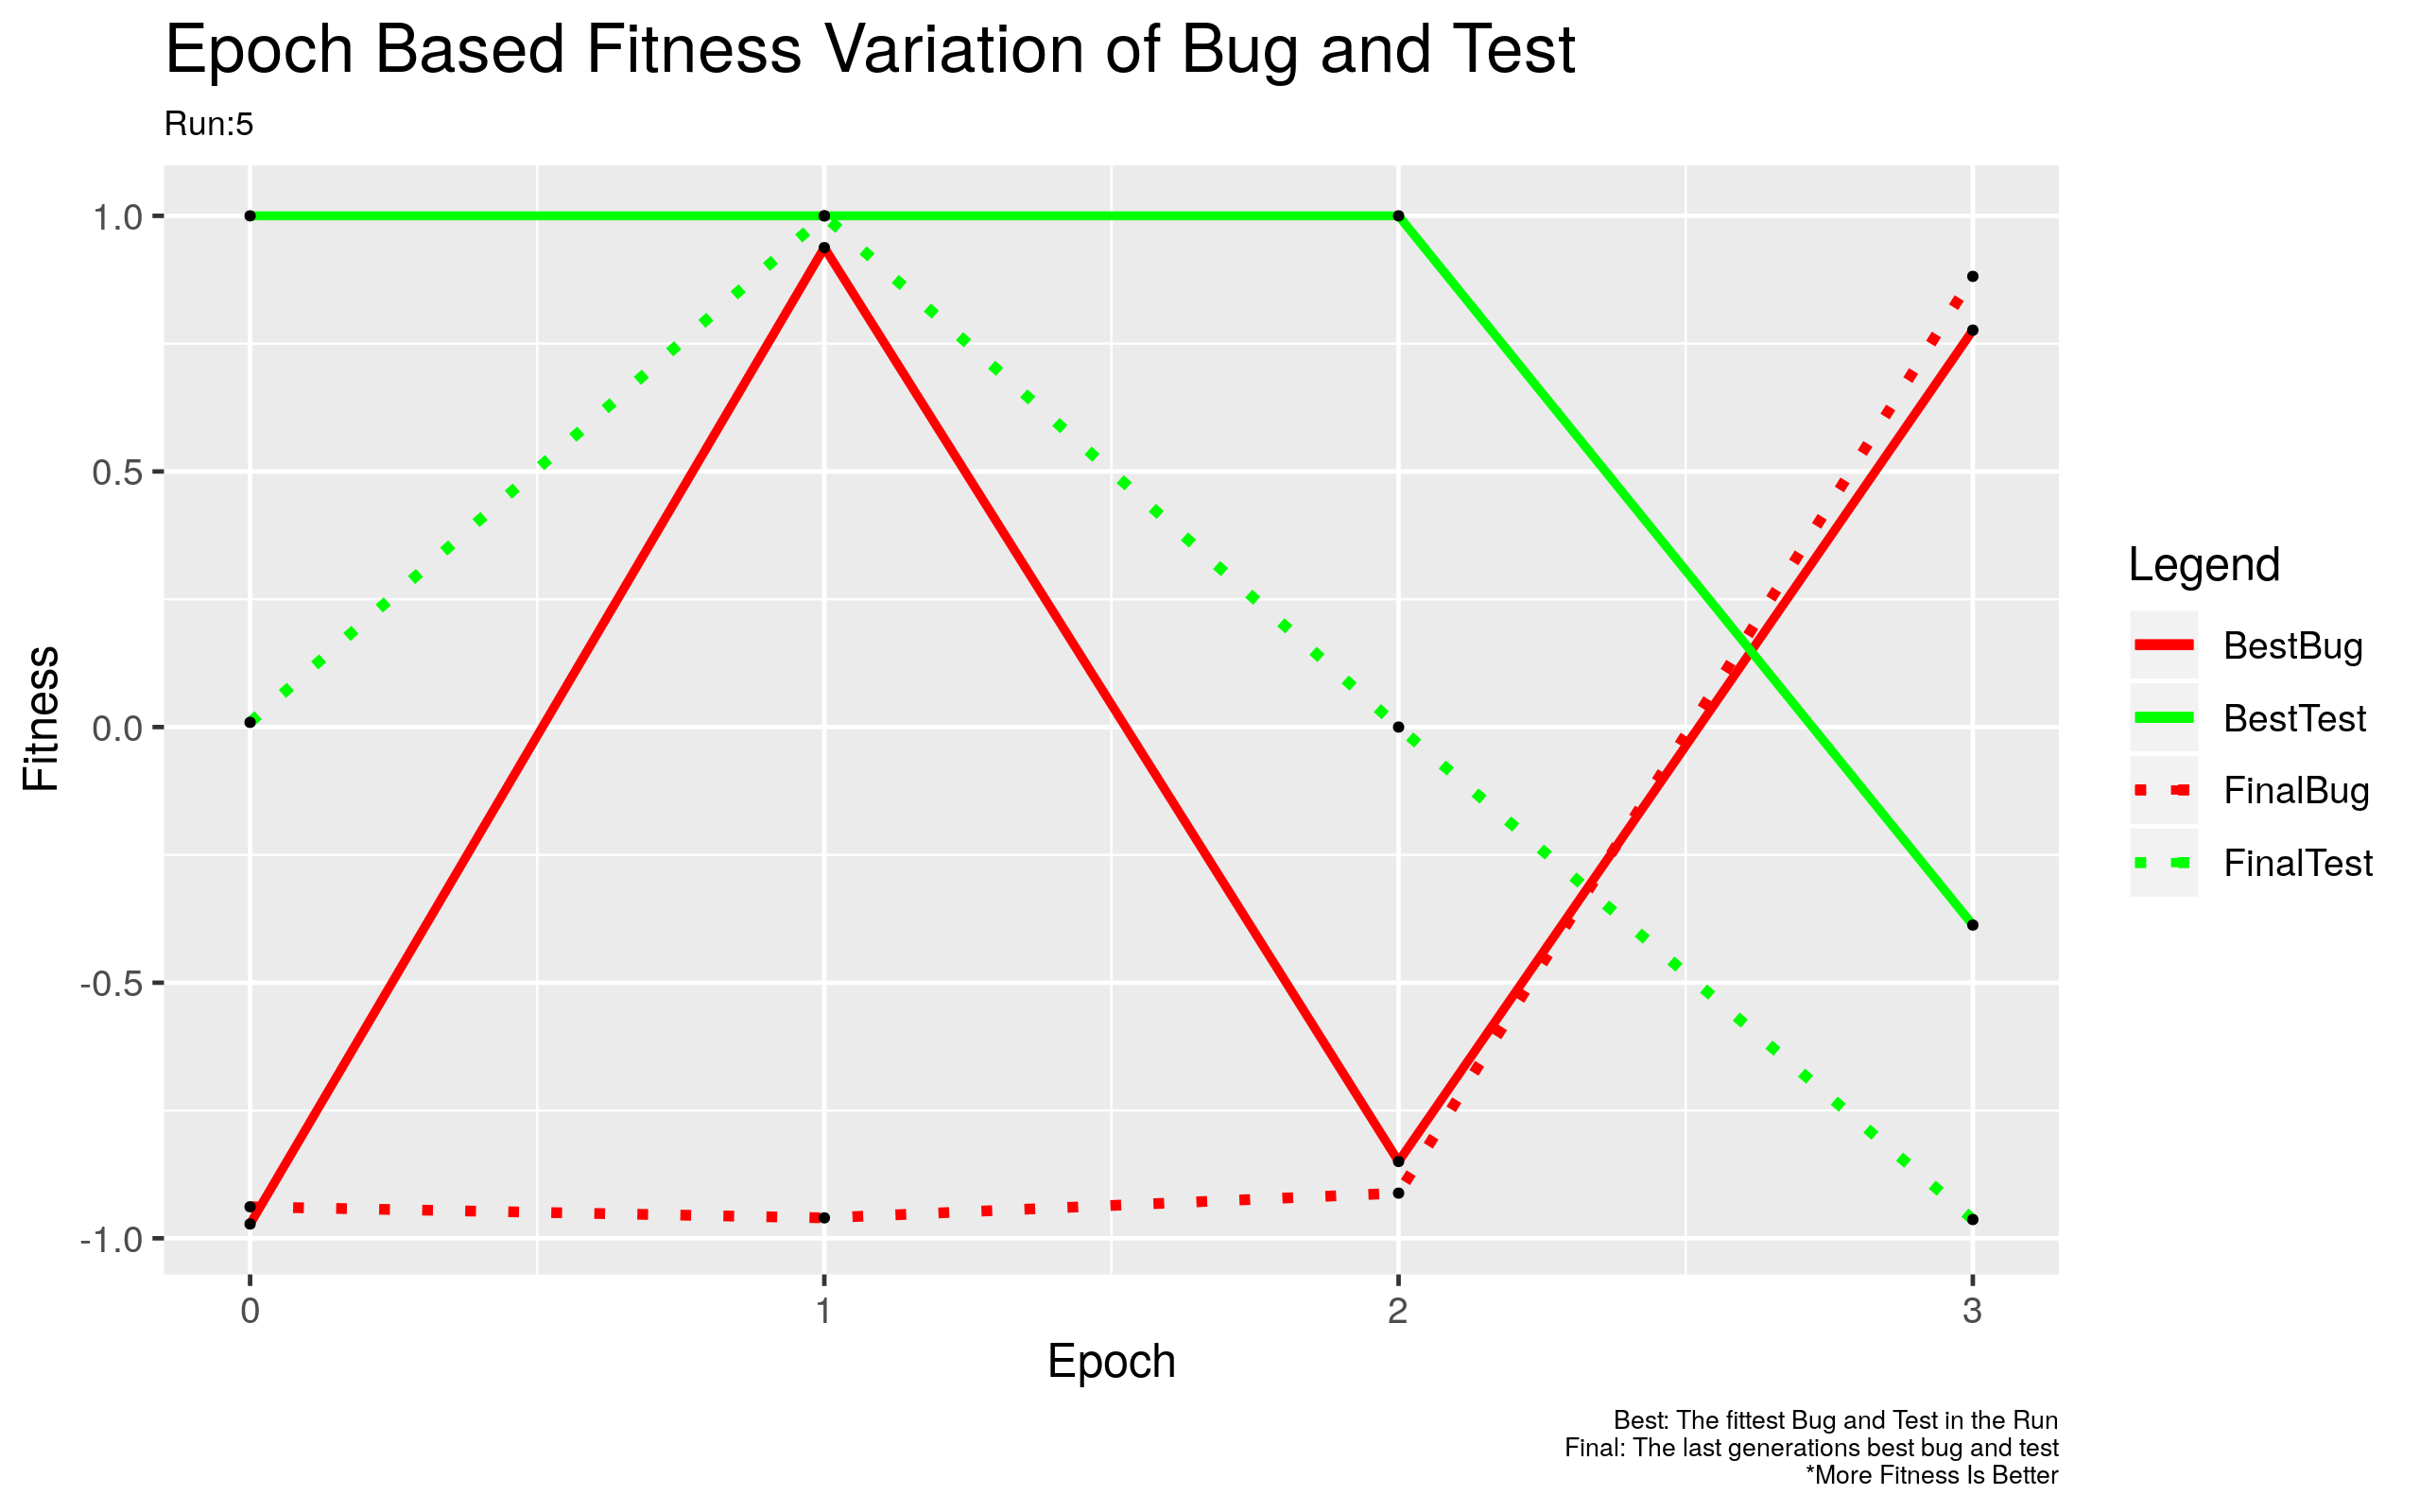 Epoch Based Fitness Variation of Bug and Test
Run:5
1.0
0.5
0.0
-0.5
-1.0
Fitness
0
1
2
3
Epoch
Legend
BestBug
BestTest
FinalBug
FinalTest
Best: The fittest Bug and Test in the Run
Final: The last generations best bug and test
*More Fitness Is Better